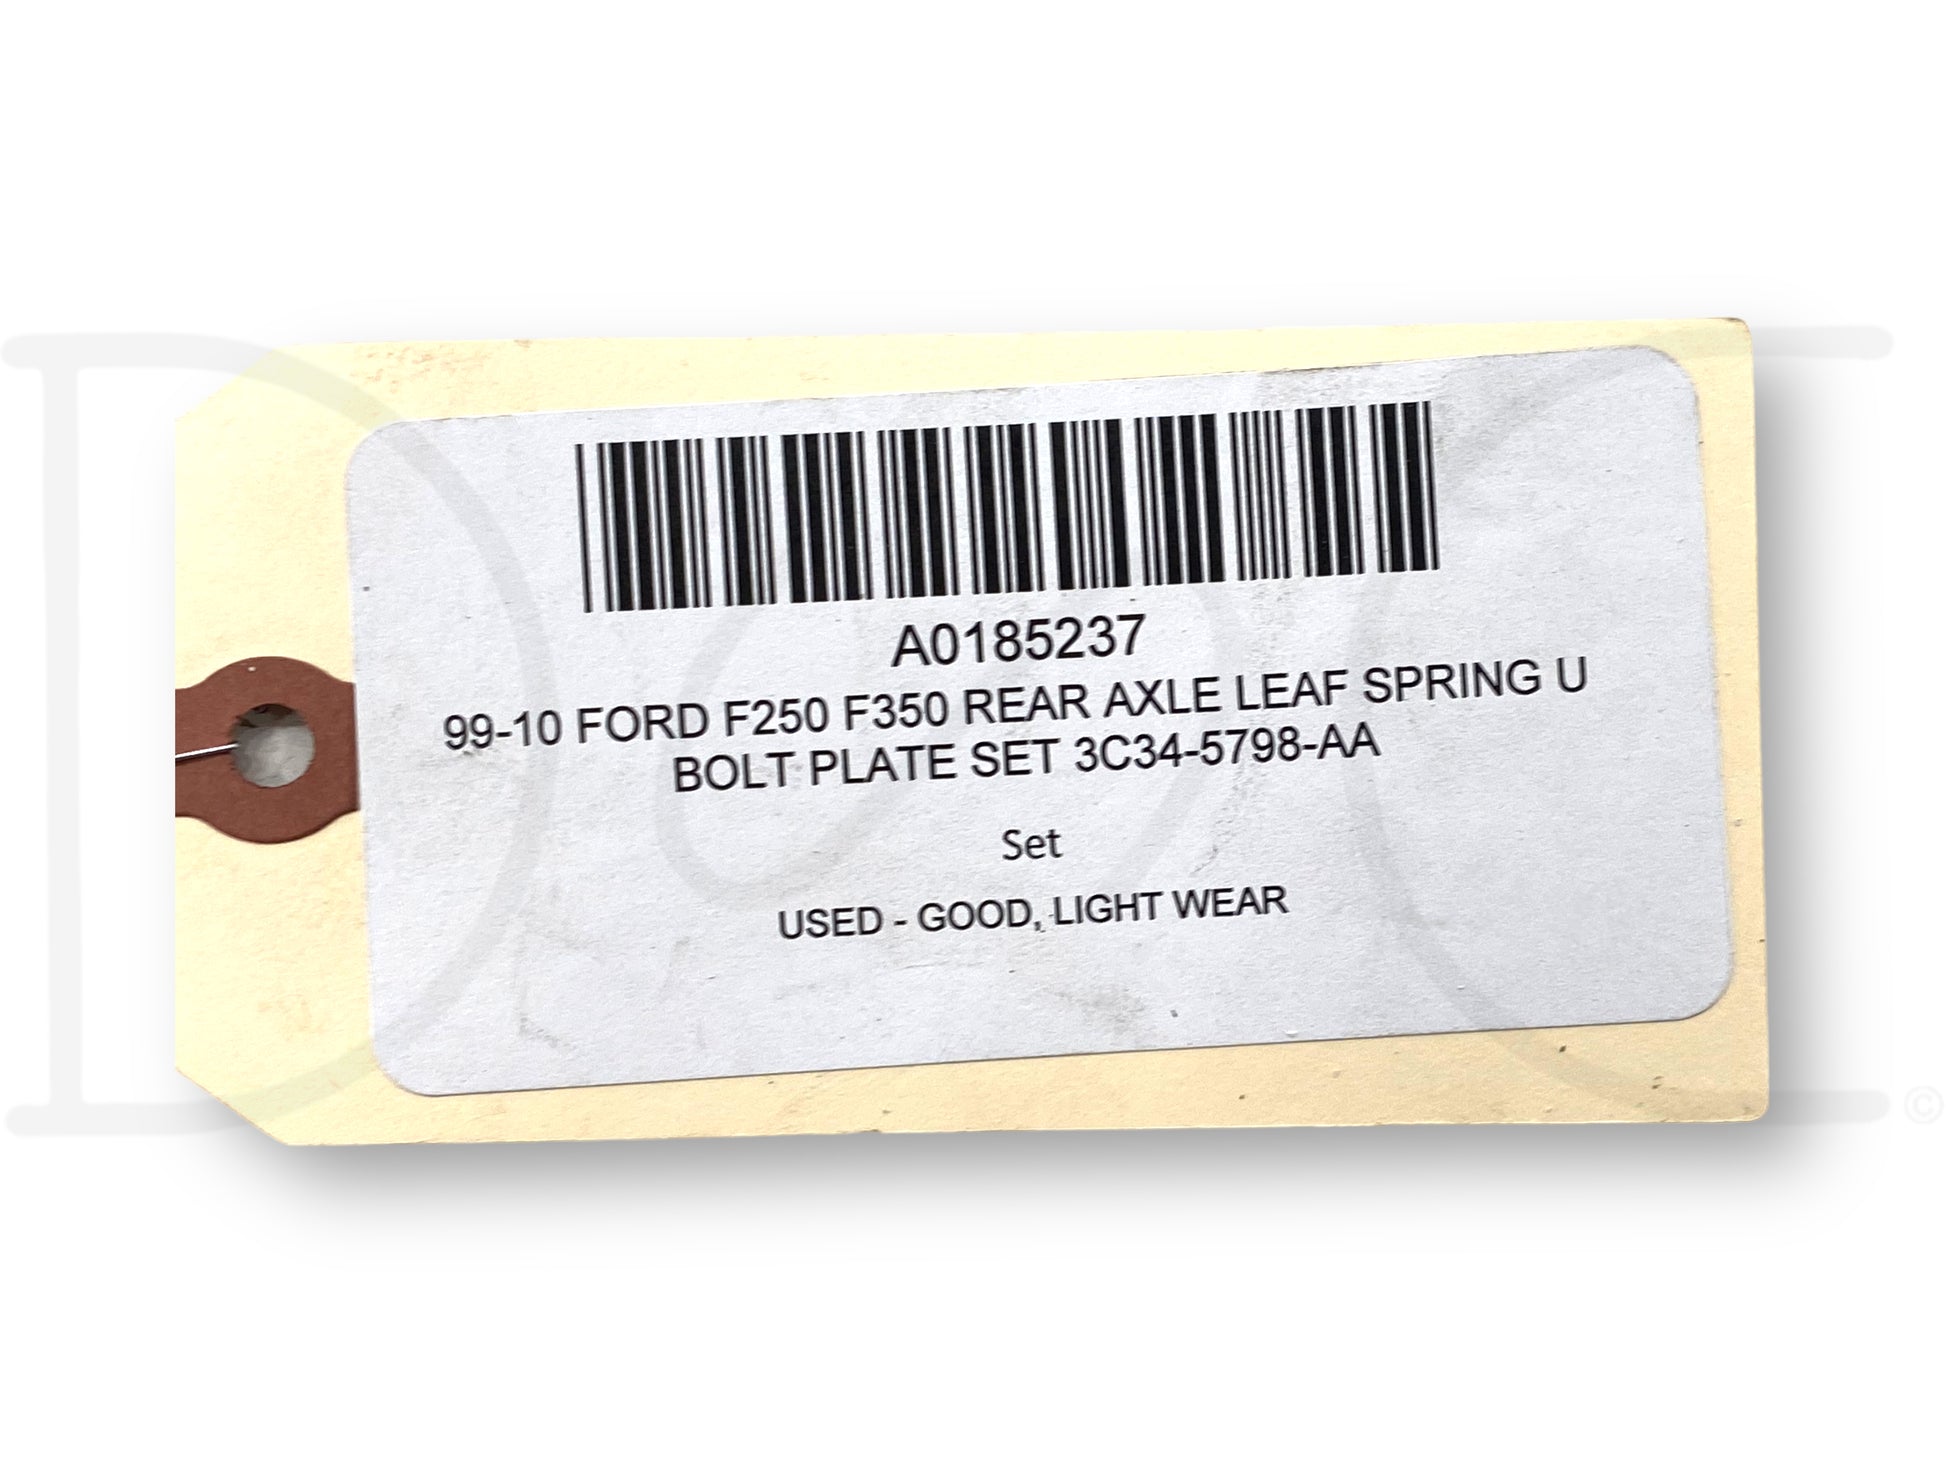 A0185237
99-10 FORD F250 F350 REAR AXLE LEAF SPRING U
BOLT PLATE SET 3C34-5798-AA
Set
USED - GOOD, LIGHT WEAR
©